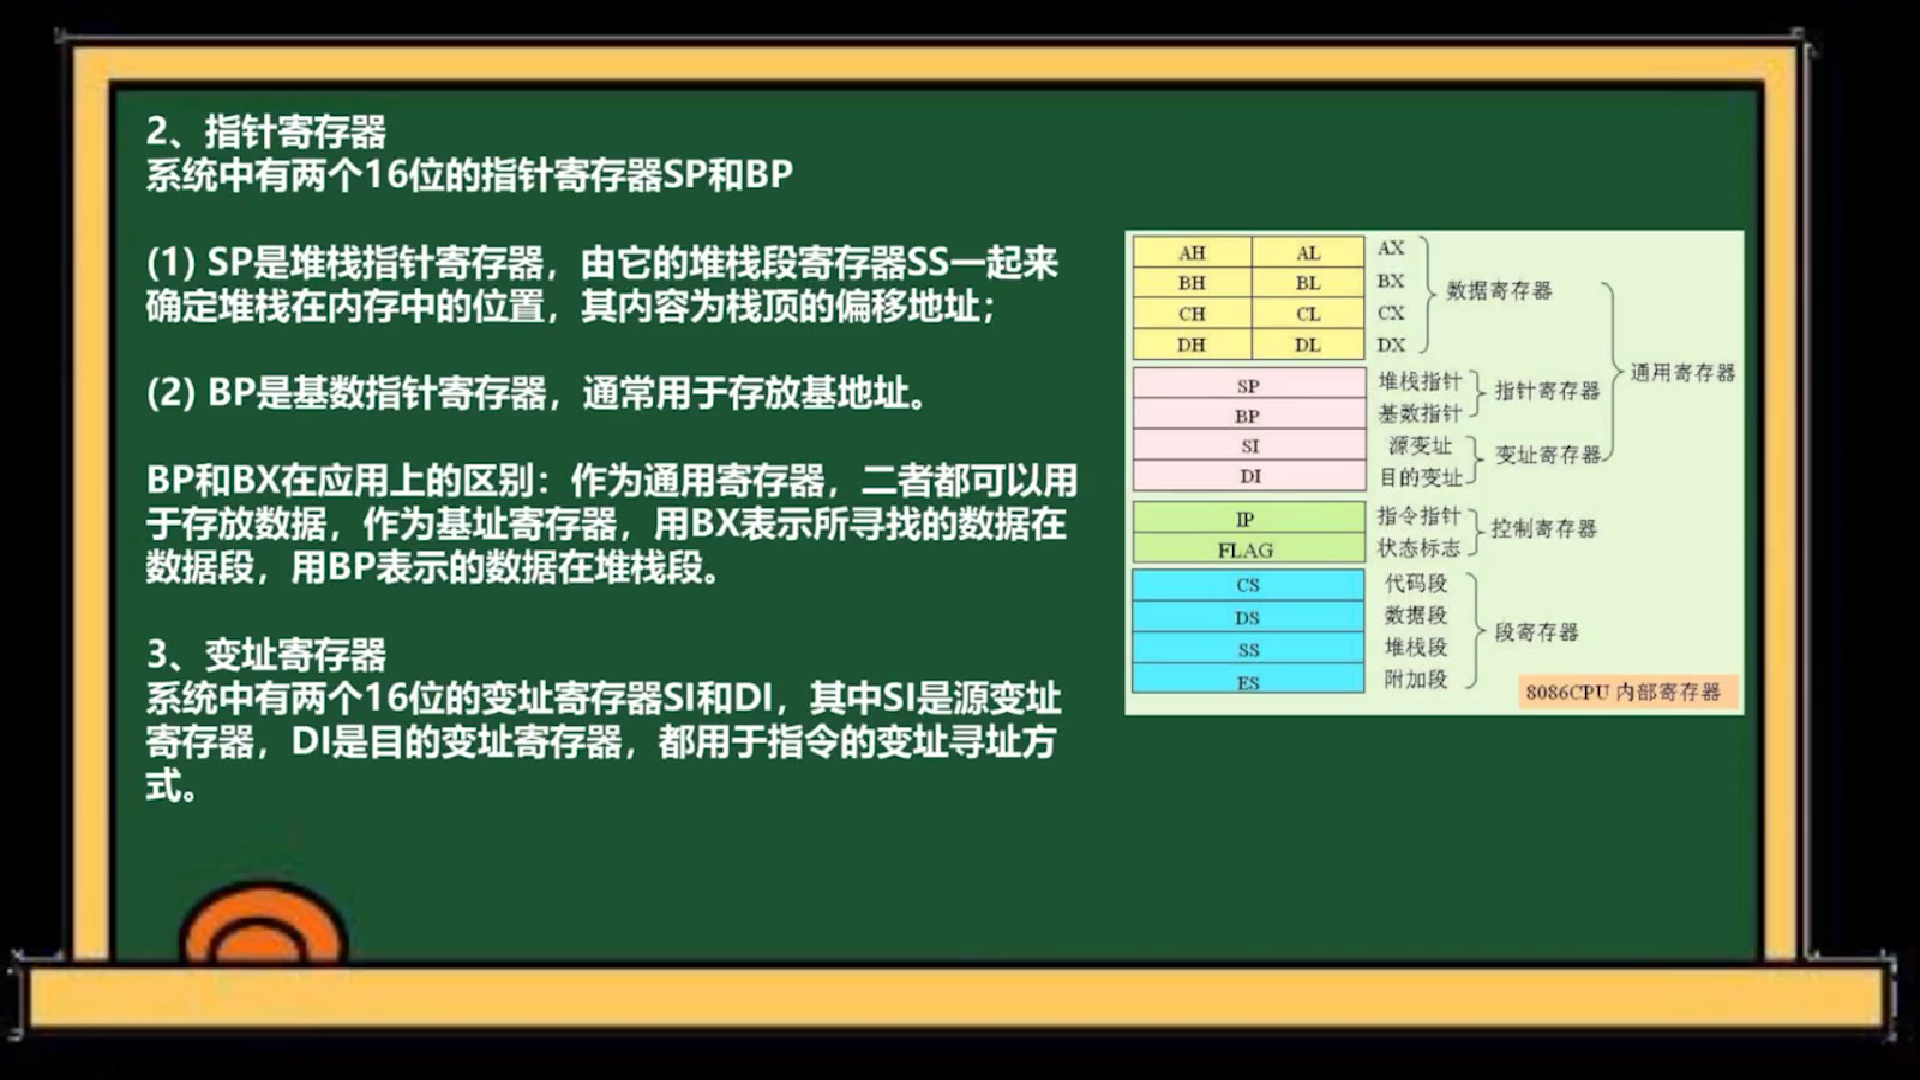 2、指针寄存器
系统中有两个16位的指针寄存器SP和BP
(1) SP是堆栈指针寄存器，由它的堆栈段寄存器SS一起来
确定堆栈在内存中的位置，其内容为栈顶的偏移地址；
(2) BP是基数指针寄存器，通常用于存放基地址。
BP和BX在应用上的区别：作为通用寄存器，二者都可以用
于存放数据，作为基址寄存器，用BX表示所寻找的数据在
数据段，用BP表示的数据在堆栈段。
3、变址寄存器
系统中有两个16位的变址寄存器SI和DI，其中SI是源变址
寄存器，DI是目的变址寄存器，都用于指令的变址寻址方
式。
AH AL AX
BH BL BX
CH CL CX
DH DL DX
数据寄存器
SP 堆栈指针
BP 基数指针
指针寄存器
SI 源变址
DI 目的变址
变址寄存器
通用寄存器
IP 指令指针
FLAG 状态标志
控制寄存器
CS 代码段
DS 数据段
SS 堆栈段
ES 附加段
段寄存器
8086CPU 内部寄存器